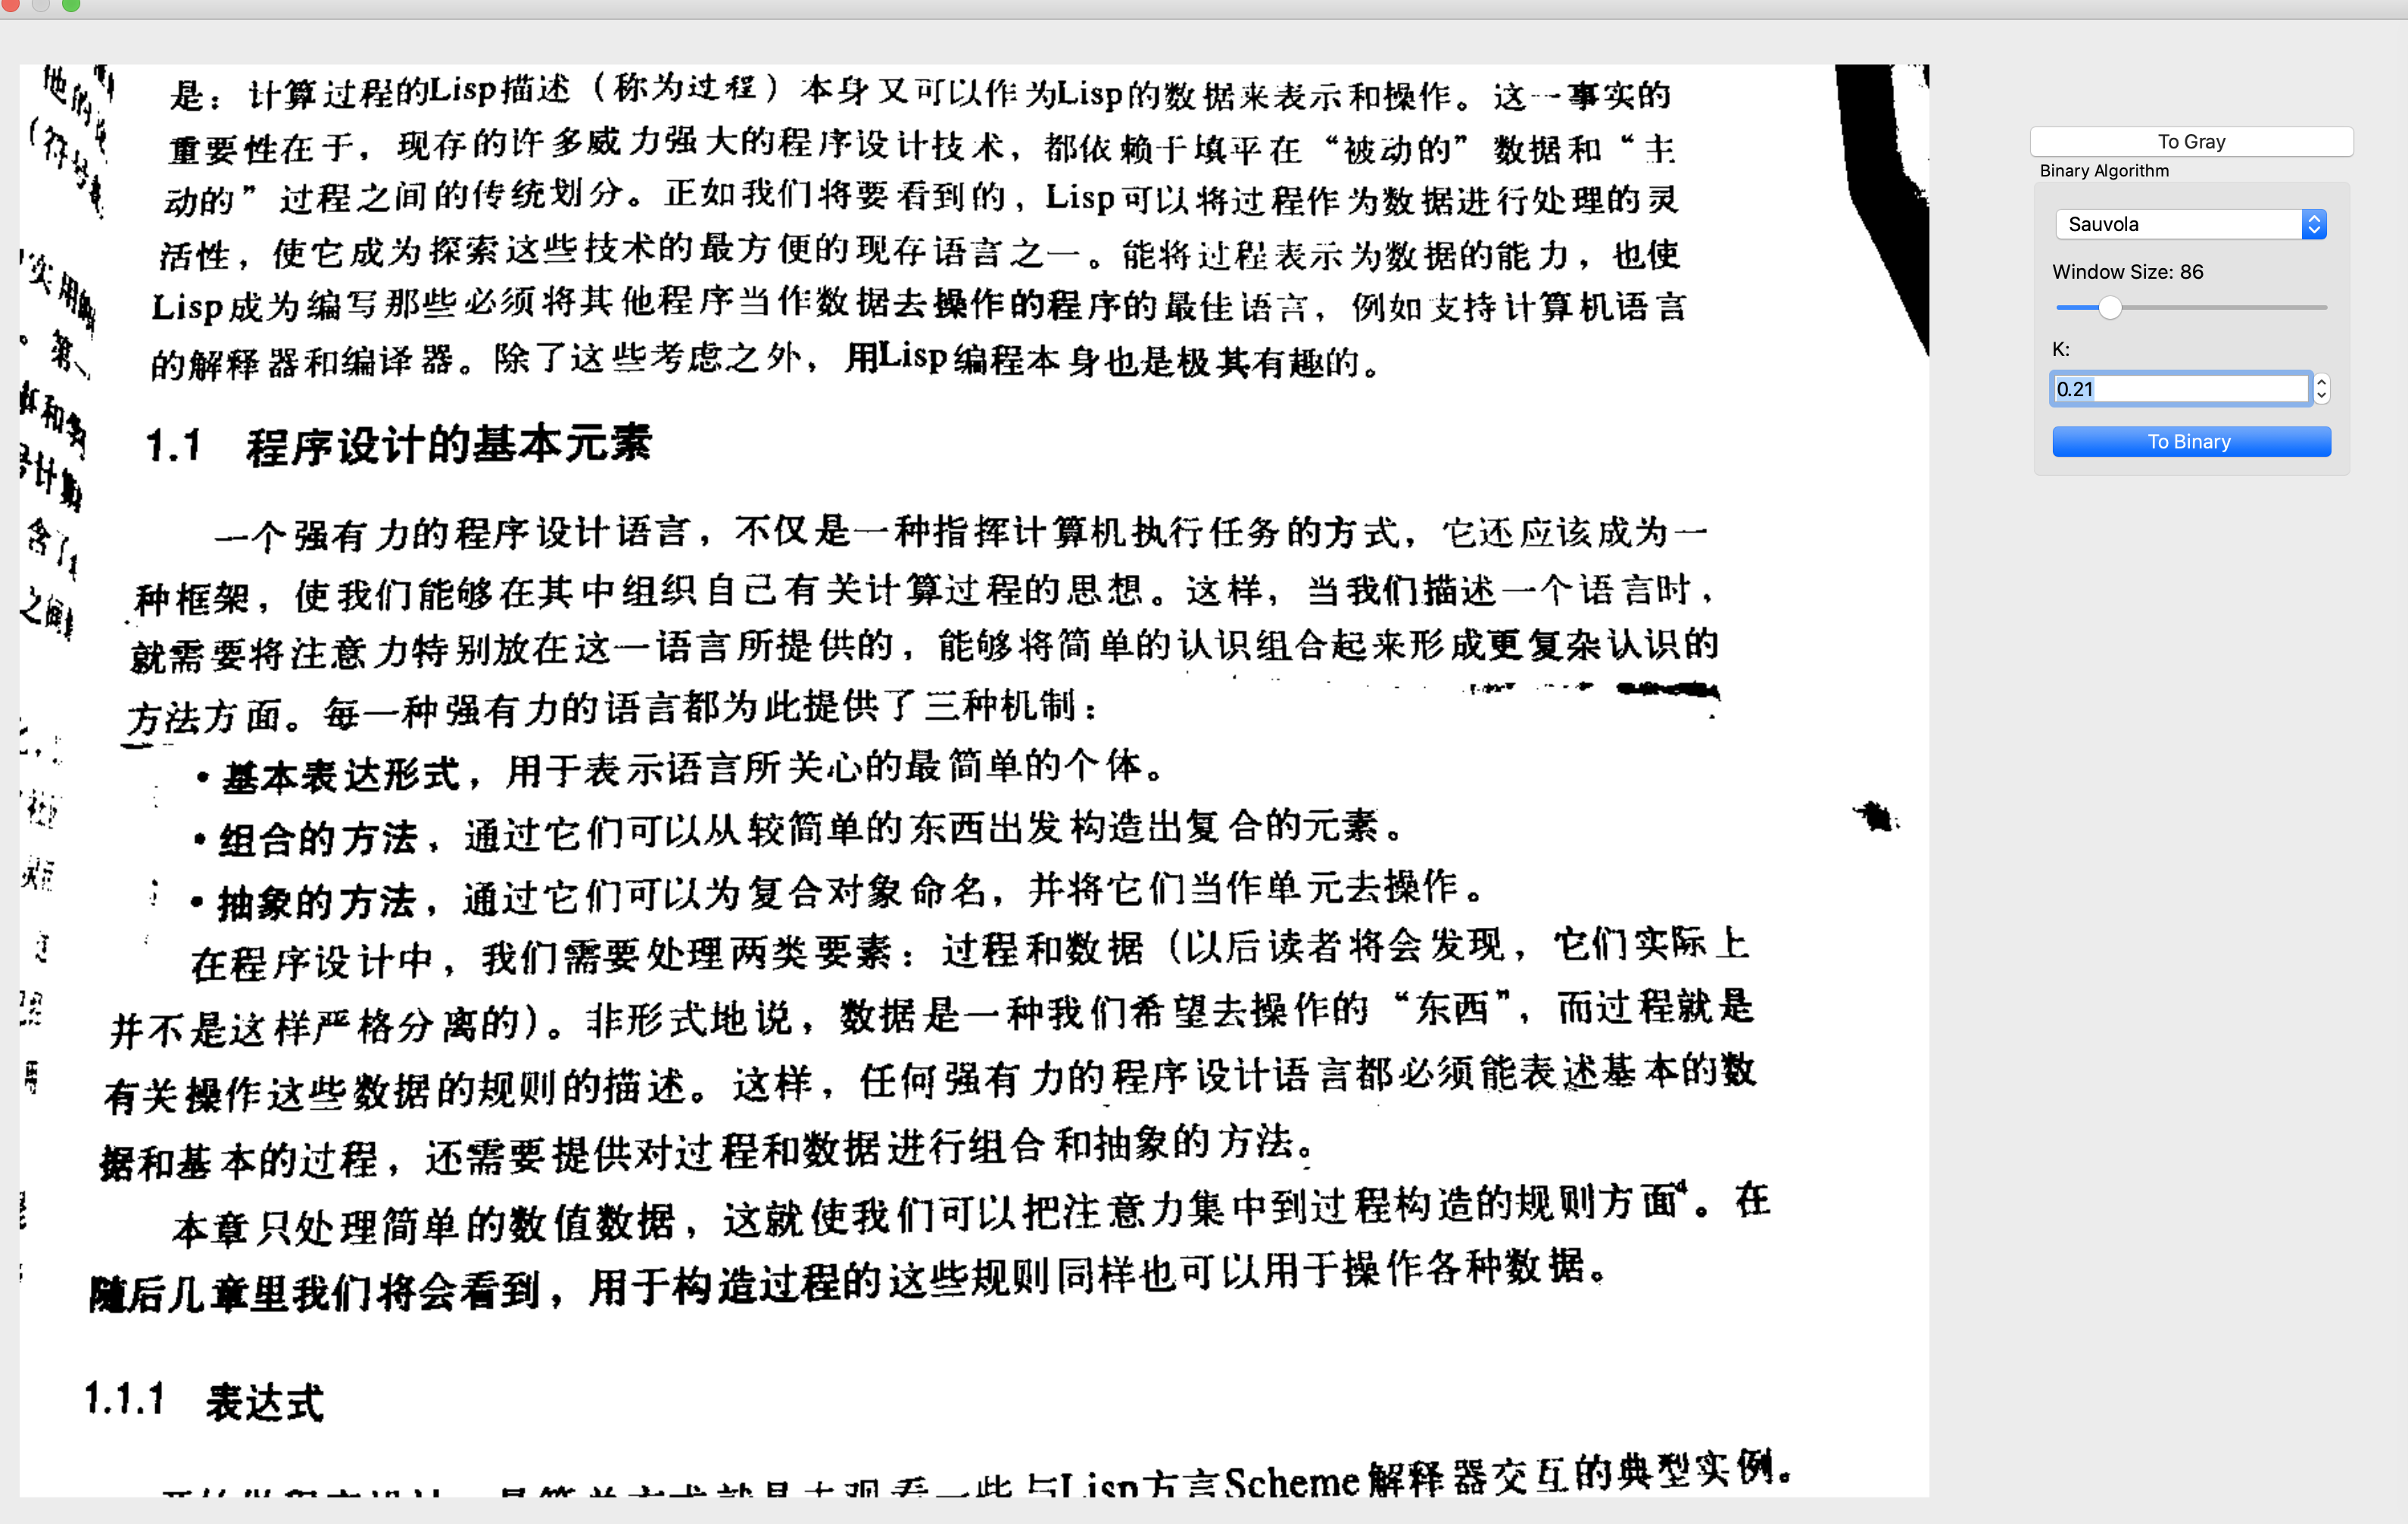 是：计算过程的Lisp描述（称为过程）本身又可以作为Lisp的数据来表示和操作。这一事实的
重要性在于，现存的许多威力强大的程序设计技术，都依赖于填平在“被动的”数据和“主
动的”过程之间的传统划分。正如我们将要看到的，Lisp可以将过程作为数据进行处理的灵
活性，使它成为探索这些技术的最方便的现存语言之一。能将过程表示为数据的能力，也使
Lisp成为编写那些必须将其他程序当作数据去操作的程序的最佳语言，例如支持计算机语言
的解释器和编译器。除了这些考虑之外，用Lisp编程本身也是极其有趣的。
1.1 程序设计的基本元素
一个强有力的程序设计语言，不仅是一种指挥计算机执行任务的方式，它还应该成为一
种框架，使我们能够在其中组织自己有关计算过程的思想。这样，当我们描述一个语言时，
就需要将注意力特别放在这一语言所提供的，能够将简单的认识组合起来形成更复杂认识的
方法方面。每一种强有力的语言都为此提供了三种机制：
•基本表达形式，用于表示语言所关心的最简单的个体。
•组合的方法，通过它们可以从较简单的东西出发构造出复合的元素。
•抽象的方法，通过它们可以为复合对象命名，并将它们当作单元去操作。
在程序设计中，我们需要处理两类要素：过程和数据（以后读者将会发现，它们实际上
并不是这样严格分离的）。非形式地说，数据是一种我们希望去操作的“东西”，而过程就是
有关操作这些数据的规则的描述。这样，任何强有力的程序设计语言都必须能表述基本的数
据和基本的过程，还需要提供对过程和数据进行组合和抽象的方法。
本章只处理简单的数值数据，这就使我们可以把注意力集中到过程构造的规则方面4。在
随后几章里我们将会看到，用于构造过程的这些规则同样也可以用于操作各种数据。
1.1.1 表达式
观看一些与Lisp方言Scheme解释器交互的典型实例。
他的
（符号
实用
。第一
和
号计
含了
之间
To Gray
Binary Algorithm
Sauvola
Window Size: 86
K:
0.21
To Binary